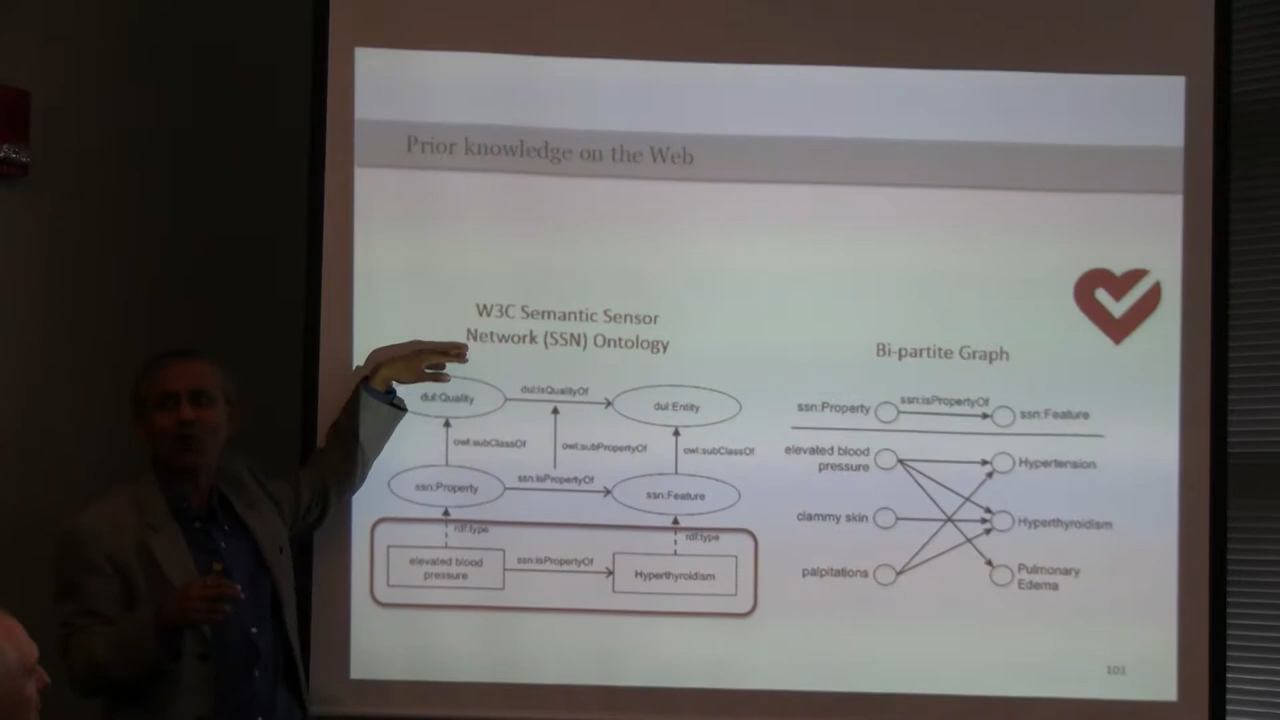 Prior knowledge on the Web
W3C Semantic Sensor
Network (SSN) Ontology
dul:Quality
dul:isQualityOf
dul:Entity
owl:subClassOf
owl:subPropertyOf
owl:subClassOf
ssn:Property
ssn:isPropertyOf
ssn:Feature
rdf:type
rdf:type
elevated blood
pressure
ssn:isPropertyOf
Hyperthyroidism
Bi-partite Graph
ssn:Property
ssn:isPropertyOf
ssn:Feature
elevated blood
pressure
Hypertension
clammy skin
Hyperthyroidism
palpitations
Pulmonary
Edema
103